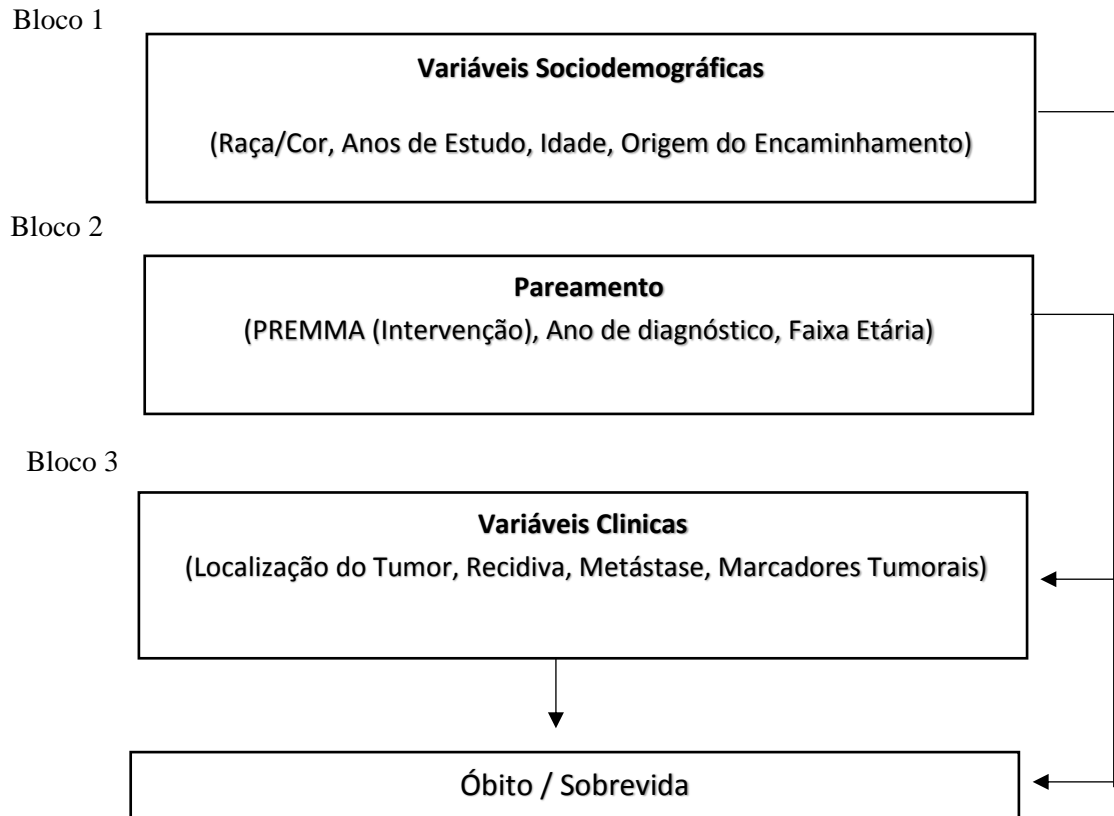 Bloco 1
Variáveis Sociodemográficas
(Raça/Cor, Anos de Estudo, Idade, Origem do Encaminhamento)
Bloco 2
Pareamento
(PREMMA (Intervenção), Ano de diagnóstico, Faixa Etária)
Bloco 3
Variáveis Clinicas
(Localização do Tumor, Recidiva, Metástase, Marcadores Tumorais)
Óbito / Sobrevida